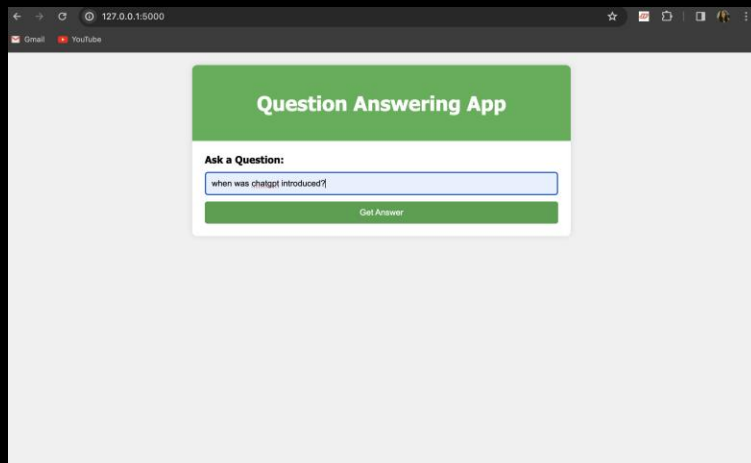 127.0.0.1:5000
Gmail YouTube
Question Answering App
Ask a Question:
when was chatgpt introduced?
Get Answer